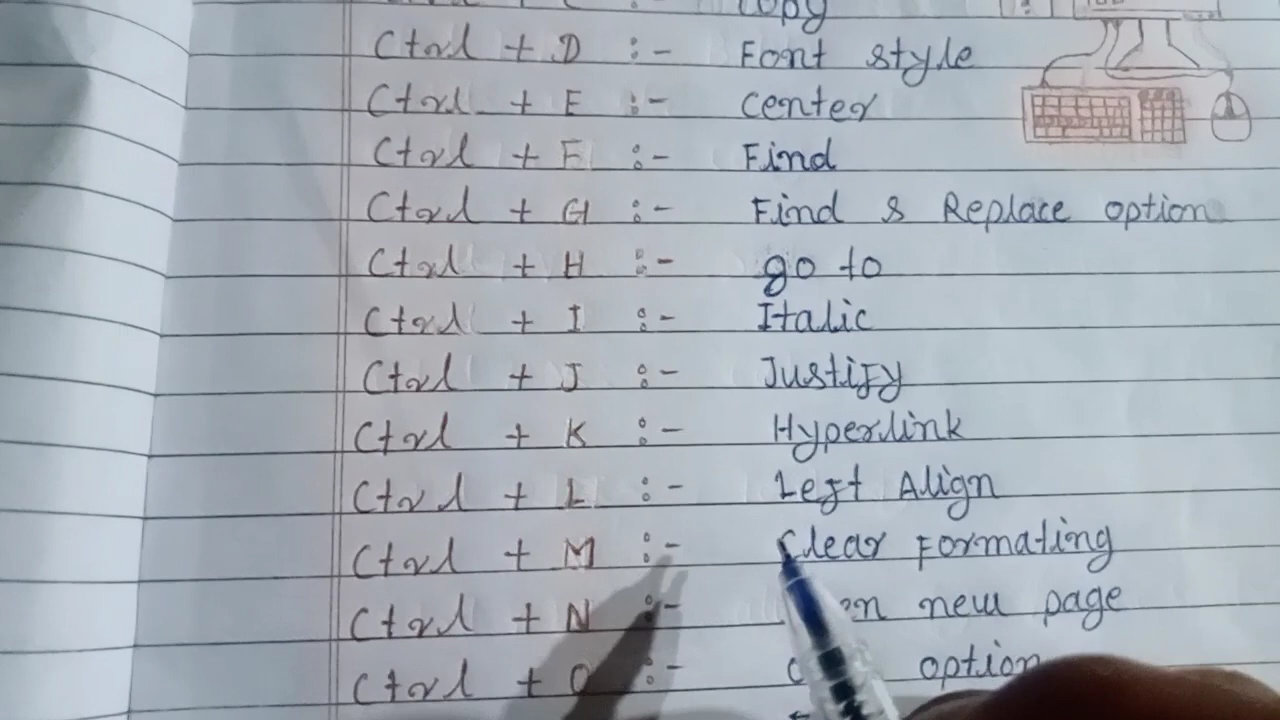 Copy
Ctrl + D :- Font style
Ctrl + E :- Center
Ctrl + F :- Find
Ctrl + G :- Find & Replace option
Ctrl + H :- go to
Ctrl + I :- Italic
Ctrl + J :- Justify
Ctrl + K :- Hyperlink
Ctrl + L :- Left Align
Ctrl + M :- Clear Formating
Ctrl + N :- new page
Ctrl + O :- option